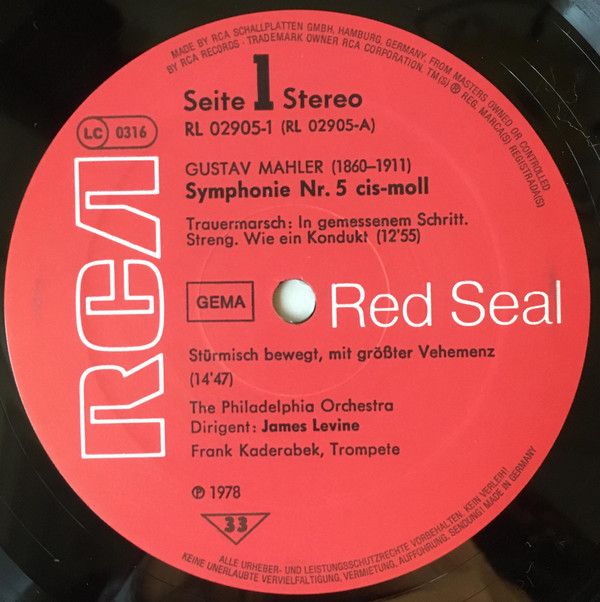 MADE BY RCA SCHALLPLATTEN GMBH, HAMBURG, GERMANY, FROM MASTERS OWNED OR CONTROLLED
BY RCA RECORDS · TRADEMARK OWNER RCA CORPORATION. TM(S) ® REG. MARCA(S) REGISTRADA(S)
Seite 1 Stereo
RL 02905-1 (RL 02905-A)
LC 0316
GUSTAV MAHLER (1860–1911)
Symphonie Nr. 5 cis-moll
Trauermarsch: In gemessenem Schritt.
Streng. Wie ein Kondukt (12'55)
RCA
GEMA
Red Seal
Stürmisch bewegt, mit größter Vehemenz
(14'47)
The Philadelphia Orchestra
Dirigent: James Levine
Frank Kaderabek, Trompete
℗ 1978
33
ALLE URHEBER- UND LEISTUNGSSCHUTZRECHTE VORBEHALTEN. KEIN VERLEIH!
KEINE UNERLAUBTE VERVIELFÄLTIGUNG, VERMIETUNG, AUFFÜHRUNG, SENDUNG! MADE IN GERMANY